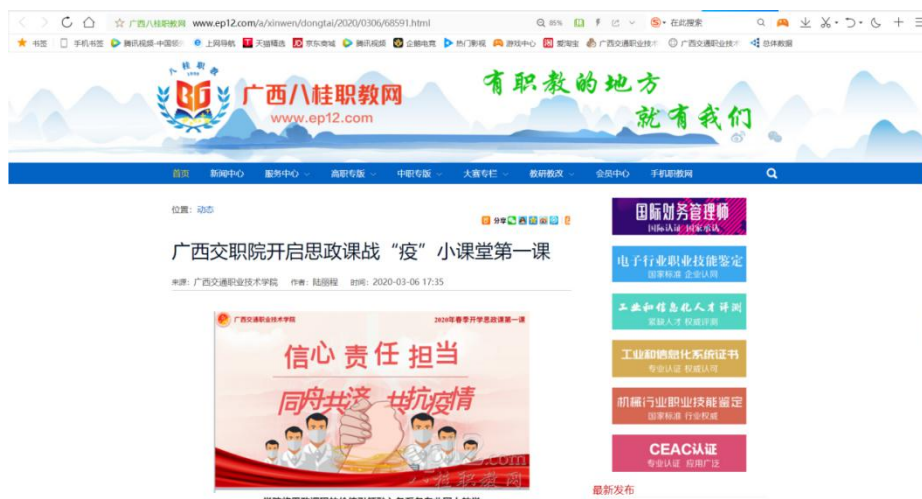 广西八桂职教网 www.ep12.com/a/xinwen/dongtai/2020/0306/68591.html 85% 在此搜索
书签 手机书签 腾讯视频-中国领 上网导航 天猫精选 京东商城 腾讯视频 企鹅电竞 热门影视 游戏中心 爱淘宝 广西交通职业技 广西交通职业技 总体数据
八桂职教
广西八桂职教网
www.ep12.com
有职教的地方
就有我们
首页 新闻中心 服务中心 高职专版 中职专版 大赛专栏 教研教改 会员中心 手机职教网
位置: 动态
分享
广西交职院开启思政课战“疫”小课堂第一课
来源: 广西交通职业技术学院 作者: 陆丽程 时间: 2020-03-06 17:35
广西交通职业技术学院
2020年春季开学思政课第一课
信心 责任 担当
同舟共济 共抗疫情
八桂职教网
国际财务管理师
国际认证 国家承认
电子行业职业技能鉴定
国家标准 企业认同
工业和信息化人才评测
紧缺人才 权威评测
工业和信息化系统证书
专业认证 权威认可
机械行业职业技能鉴定
国家标准 行业权威
CEAC认证
专业认证 应用广泛
最新发布